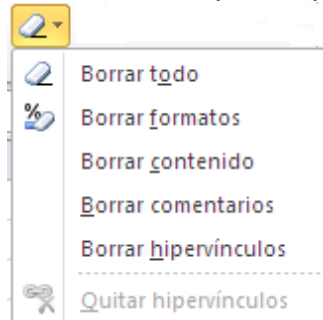 Borrar todo
Borrar formatos
Borrar contenido
Borrar comentarios
Borrar hipervínculos
Quitar hipervínculos